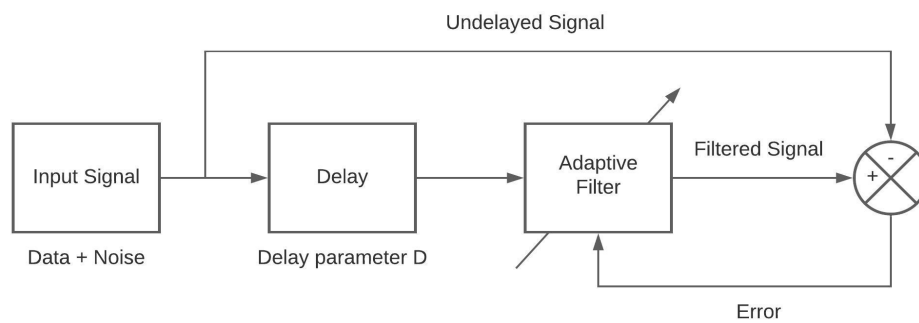 Undelayed Signal
Input Signal
Delay
Adaptive
Filter
Filtered Signal
-
+
Data + Noise
Delay parameter D
Error